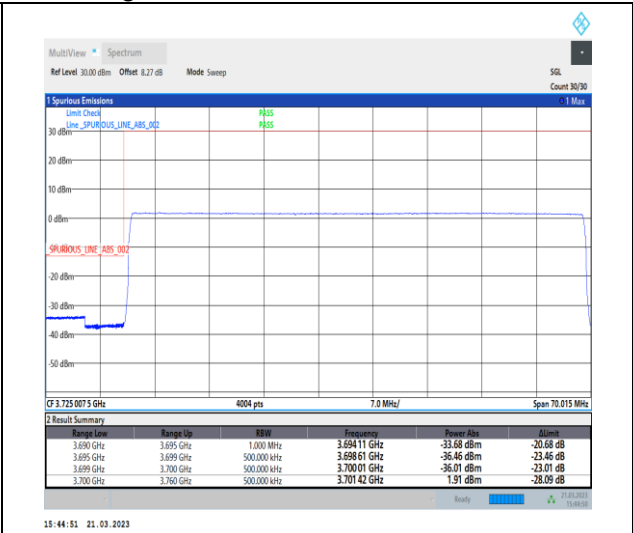 MultiView Spectrum
Ref Level 30.00 dBm Offset 8.27 dB Mode Sweep SGL
Count 30/30
1 Spurious Emissions 1 Max
Limit Check PASS
Line _SPURIOUS_LINE_ABS_002 PASS
30 dBm
20 dBm
10 dBm
0 dBm
_SPURIOUS_LINE_ABS_002
-20 dBm
-30 dBm
-40 dBm
-50 dBm
CF 3.725 007 5 GHz 4004 pts 7.0 MHz/ Span 70.015 MHz
2 Result Summary
Range Low Range Up RBW Frequency Power Abs ΔLimit
3.690 GHz 3.695 GHz 1.000 MHz 3.694 11 GHz -33.68 dBm -20.68 dB
3.695 GHz 3.699 GHz 500.000 kHz 3.698 61 GHz -36.46 dBm -23.46 dB
3.699 GHz 3.700 GHz 500.000 kHz 3.700 01 GHz -36.01 dBm -23.01 dB
3.700 GHz 3.760 GHz 500.000 kHz 3.701 42 GHz 1.91 dBm -28.09 dB
Ready 21.03.2023
15:44:50
15:44:51 21.03.2023